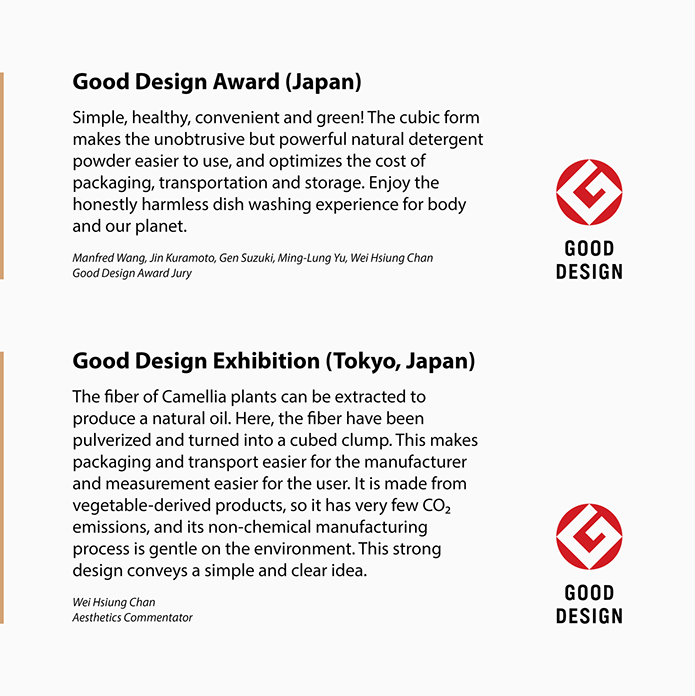 Good Design Award (Japan)
Simple, healthy, convenient and green! The cubic form
makes the unobtrusive but powerful natural detergent
powder easier to use, and optimizes the cost of
packaging, transportation and storage. Enjoy the
honestly harmless dish washing experience for body
and our planet.
Manfred Wang, Jin Kuramoto, Gen Suzuki, Ming-Lung Yu, Wei Hsiung Chan
Good Design Award Jury
GOOD
DESIGN
Good Design Exhibition (Tokyo, Japan)
The fiber of Camellia plants can be extracted to
produce a natural oil. Here, the fiber have been
pulverized and turned into a cubed clump. This makes
packaging and transport easier for the manufacturer
and measurement easier for the user. It is made from
vegetable-derived products, so it has very few CO₂
emissions, and its non-chemical manufacturing
process is gentle on the environment. This strong
design conveys a simple and clear idea.
Wei Hsiung Chan
Aesthetics Commentator
GOOD
DESIGN